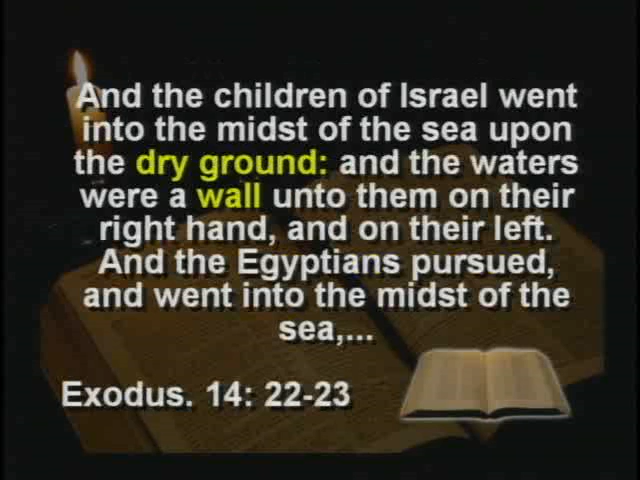 And the children of Israel went
into the midst of the sea upon
the dry ground: and the waters
were a wall unto them on their
right hand, and on their left.
And the Egyptians pursued,
and went into the midst of the
sea,...
Exodus. 14: 22-23